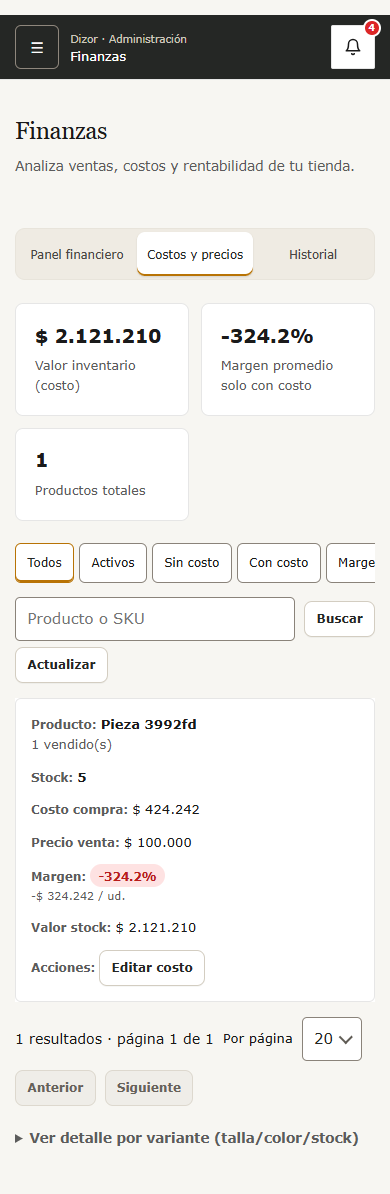 ☰
Dizor · Administración
Finanzas
4
Finanzas
Analiza ventas, costos y rentabilidad de tu tienda.
Panel financiero
Costos y precios
Historial
$ 2.121.210
Valor inventario
(costo)
-324.2%
Margen promedio
solo con costo
1
Productos totales
Todos
Activos
Sin costo
Con costo
Marge
Producto o SKU
Buscar
Actualizar
Producto: Pieza 3992fd
1 vendido(s)
Stock: 5
Costo compra: $ 424.242
Precio venta: $ 100.000
Margen: -324.2%
-$ 324.242 / ud.
Valor stock: $ 2.121.210
Acciones: Editar costo
1 resultados · página 1 de 1 Por página 20
Anterior
Siguiente
▸ Ver detalle por variante (talla/color/stock)